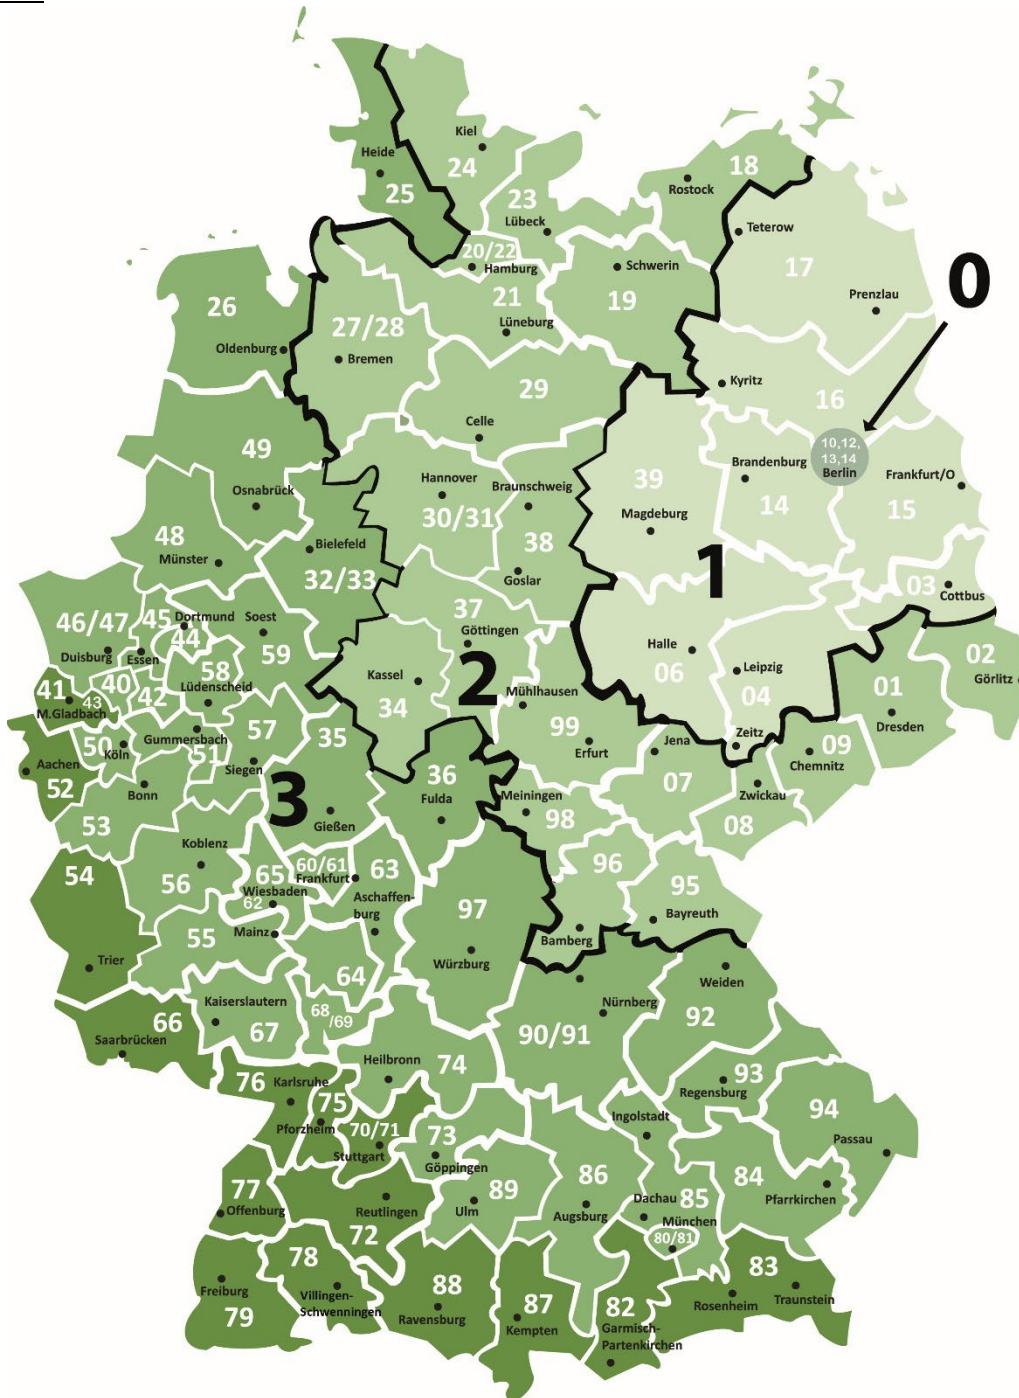 Kiel
24
Heide
25
18
Rostock
23
Lübeck
Teterow
20/22
Hamburg
Schwerin
19
17
0
26
21
Lüneburg
Prenzlau
27/28
Oldenburg
Bremen
29
Kyritz
16
Celle
49
10,12,
13,14
Berlin
Hannover
Braunschweig
39
Brandenburg
Frankfurt/O
Osnabrück
30/31
Magdeburg
14
15
48
Münster
Bielefeld
38
Goslar
1
32/33
03
Cottbus
46/47
45
Dortmund
Soest
37
Göttingen
44
Duisburg
Essen
59
Halle
02
58
Lüdenscheid
Kassel
2
06
Leipzig
04
Görlitz
01
41
40
42
43
M.Gladbach
34
Mühlhausen
Dresden
57
35
99
Erfurt
Jena
Zeitz
09
Chemnitz
50
Köln
Gummersbach
51
Siegen
Aachen
52
Bonn
36
Fulda
07
Zwickau
3
Gießen
Meiningen
98
08
53
Koblenz
54
56
65
Wiesbaden
62
60/61
Frankfurt
63
Aschaffen-
burg
96
95
Bayreuth
97
55
Mainz
Bamberg
Trier
64
Würzburg
Weiden
Kaiserslautern
67
68
/69
Nürnberg
92
66
Saarbrücken
90/91
Heilbronn
74
76
Karlsruhe
75
Pforzheim
93
Regensburg
94
70/71
Stuttgart
73
Göppingen
Ingolstadt
Passau
77
Offenburg
Reutlingen
89
Ulm
86
Augsburg
Dachau
85
München
80/81
84
Pfarrkirchen
72
78
Villingen-
Schwenningen
Freiburg
79
88
Ravensburg
87
Kempten
82
Garmisch-
Partenkirchen
83
Rosenheim
Traunstein